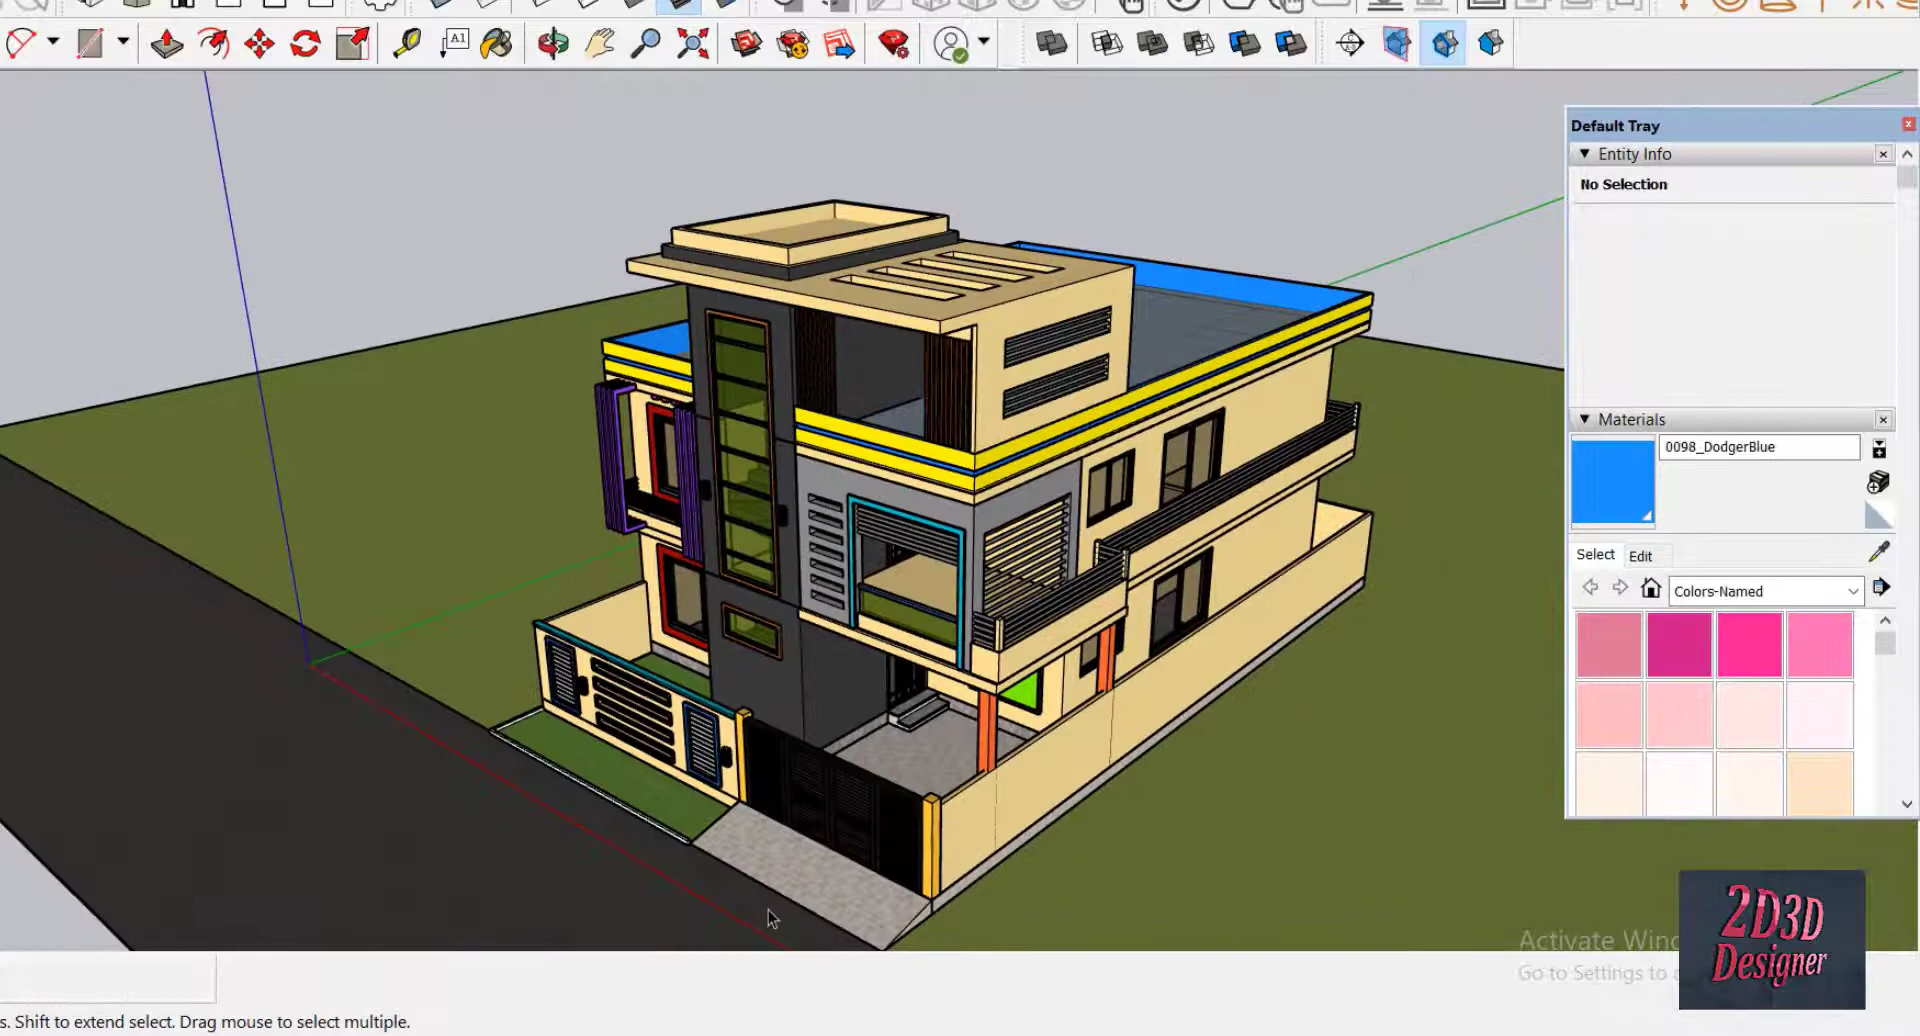 A1
Default Tray
Entity Info
No Selection
Materials
0098_DodgerBlue
Select Edit
Colors-Named
Activate Wind
Go to Settings to
2D3D
Designer
s. Shift to extend select. Drag mouse to select multiple.